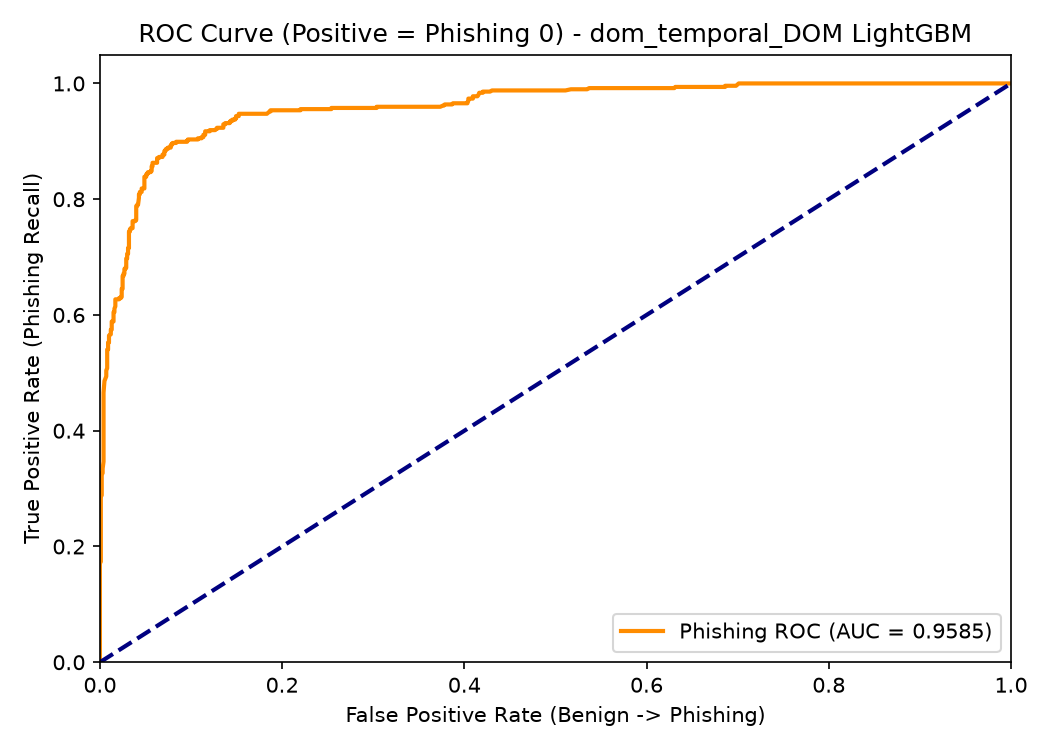 ROC Curve (Positive = Phishing 0) - dom_temporal_DOM LightGBM
True Positive Rate (Phishing Recall)
1.0
0.8
0.6
0.4
0.2
0.0
Phishing ROC (AUC = 0.9585)
0.0 0.2 0.4 0.6 0.8 1.0
False Positive Rate (Benign -> Phishing)